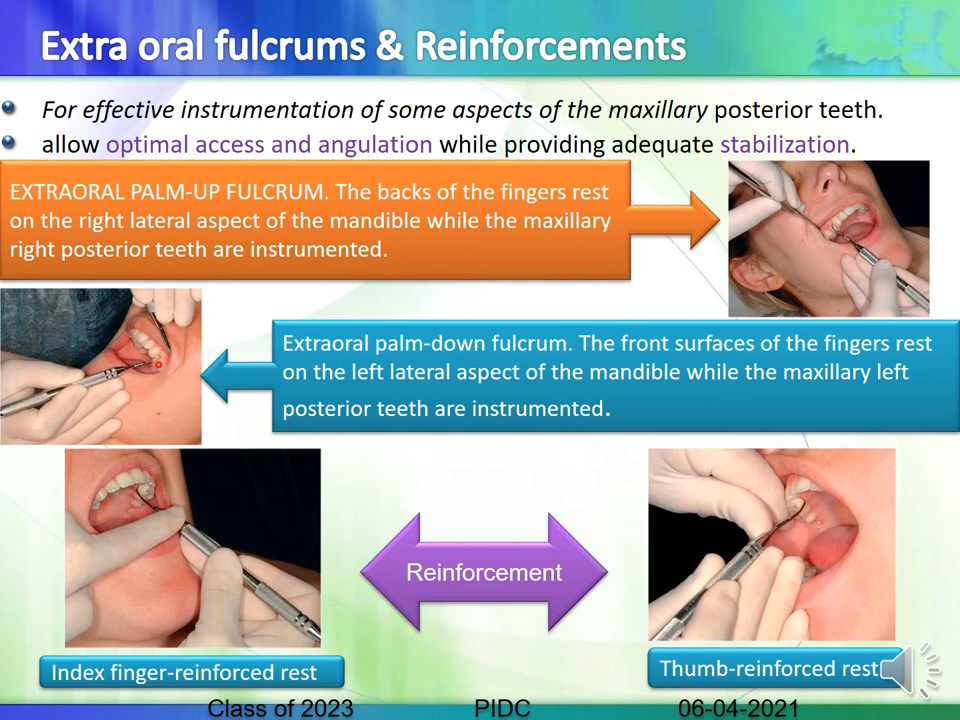 Extra oral fulcrums & Reinforcements
For effective instrumentation of some aspects of the maxillary posterior teeth.
allow optimal access and angulation while providing adequate stabilization.
EXTRAORAL PALM-UP FULCRUM. The backs of the fingers rest
on the right lateral aspect of the mandible while the maxillary
right posterior teeth are instrumented.
Extraoral palm-down fulcrum. The front surfaces of the fingers rest
on the left lateral aspect of the mandible while the maxillary left
posterior teeth are instrumented.
Reinforcement
Index finger-reinforced rest
Thumb-reinforced rest
Class of 2023 PIDC 06-04-2021